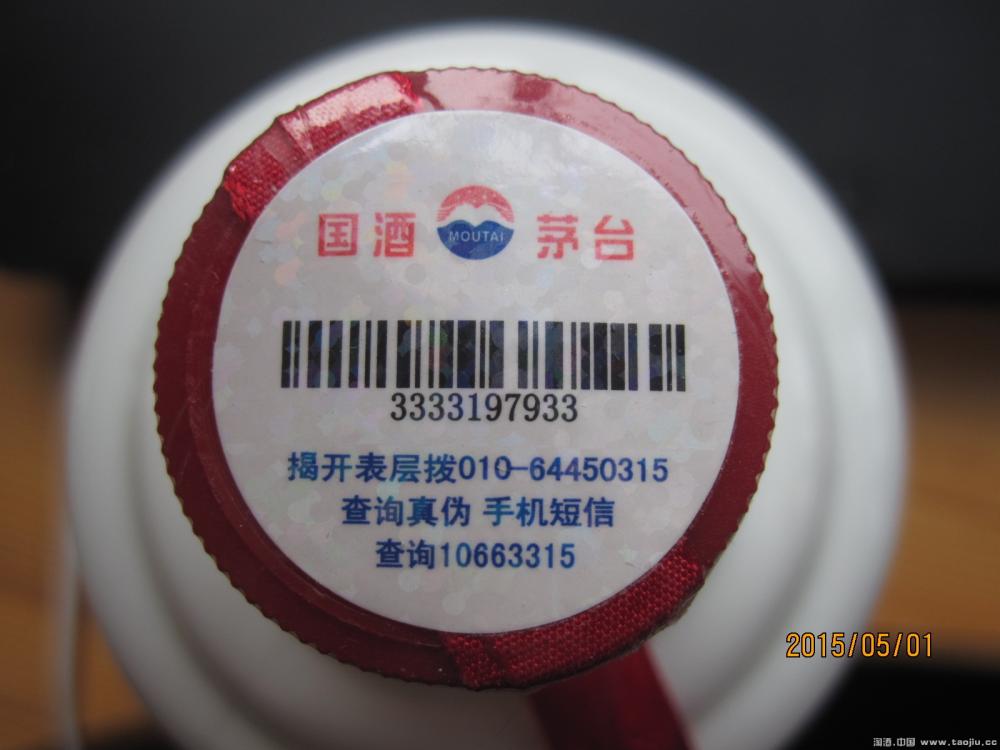 国酒 MOUTAI 茅台
3333197933
揭开表层拨010-64450315
查询真伪 手机短信
查询10663315
2015/05/01
淘酒.中国 www.taojiu.cc